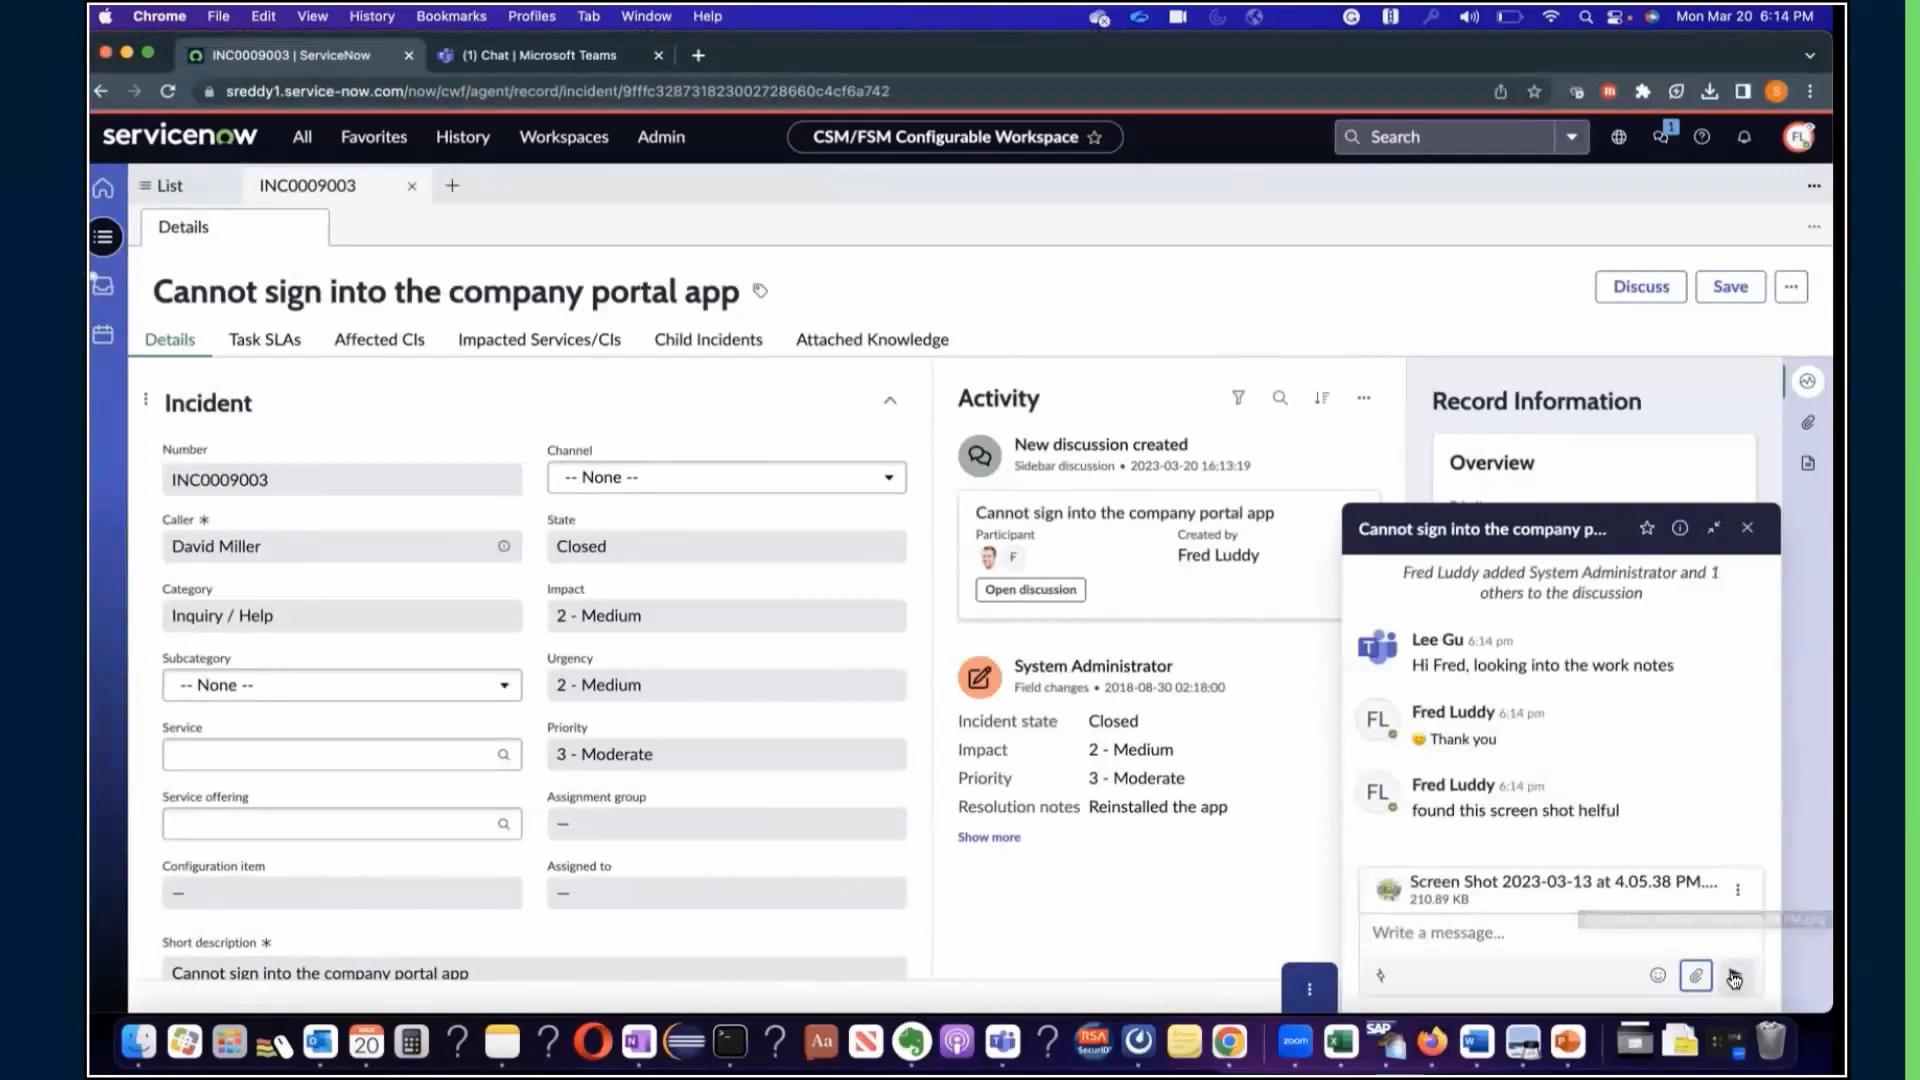 Chrome File Edit View History Bookmarks Profiles Tab Window Help
Mon Mar 20 6:14 PM
INC0009003 | ServiceNow
(1) Chat | Microsoft Teams
sreddy1.service-now.com/now/cwf/agent/record/incident/9fffc328731823002728660c4cf6a742
servicenow All Favorites History Workspaces Admin
CSM/FSM Configurable Workspace
Search
1
FL
List
INC0009003
Details
Cannot sign into the company portal app
Discuss Save
Details Task SLAs Affected CIs Impacted Services/CIs Child Incidents Attached Knowledge
Incident
Number
INC0009003
Channel
-- None --
Caller *
David Miller
State
Closed
Category
Inquiry / Help
Impact
2 - Medium
Subcategory
-- None --
Urgency
2 - Medium
Service
Priority
3 - Moderate
Service offering
Assignment group
—
Configuration item
—
Assigned to
—
Short description *
Cannot sign into the company portal app
Activity
New discussion created
Sidebar discussion • 2023-03-20 16:13:19
Cannot sign into the company portal app
Participant
F
Created by
Fred Luddy
Open discussion
System Administrator
Field changes • 2018-08-30 02:18:00
Incident state Closed
Impact 2 - Medium
Priority 3 - Moderate
Resolution notes Reinstalled the app
Show more
Record Information
Overview
Cannot sign into the company p...
Fred Luddy added System Administrator and 1
others to the discussion
Lee Gu 6:14 pm
Hi Fred, looking into the work notes
FL
Fred Luddy 6:14 pm
😊 Thank you
FL
Fred Luddy 6:14 pm
found this screen shot helful
Screen Shot 2023-03-13 at 4.05.38 PM....
210.89 KB
Write a message...
MAR
20
Aa
RSA
SecurID
zoom
SAP